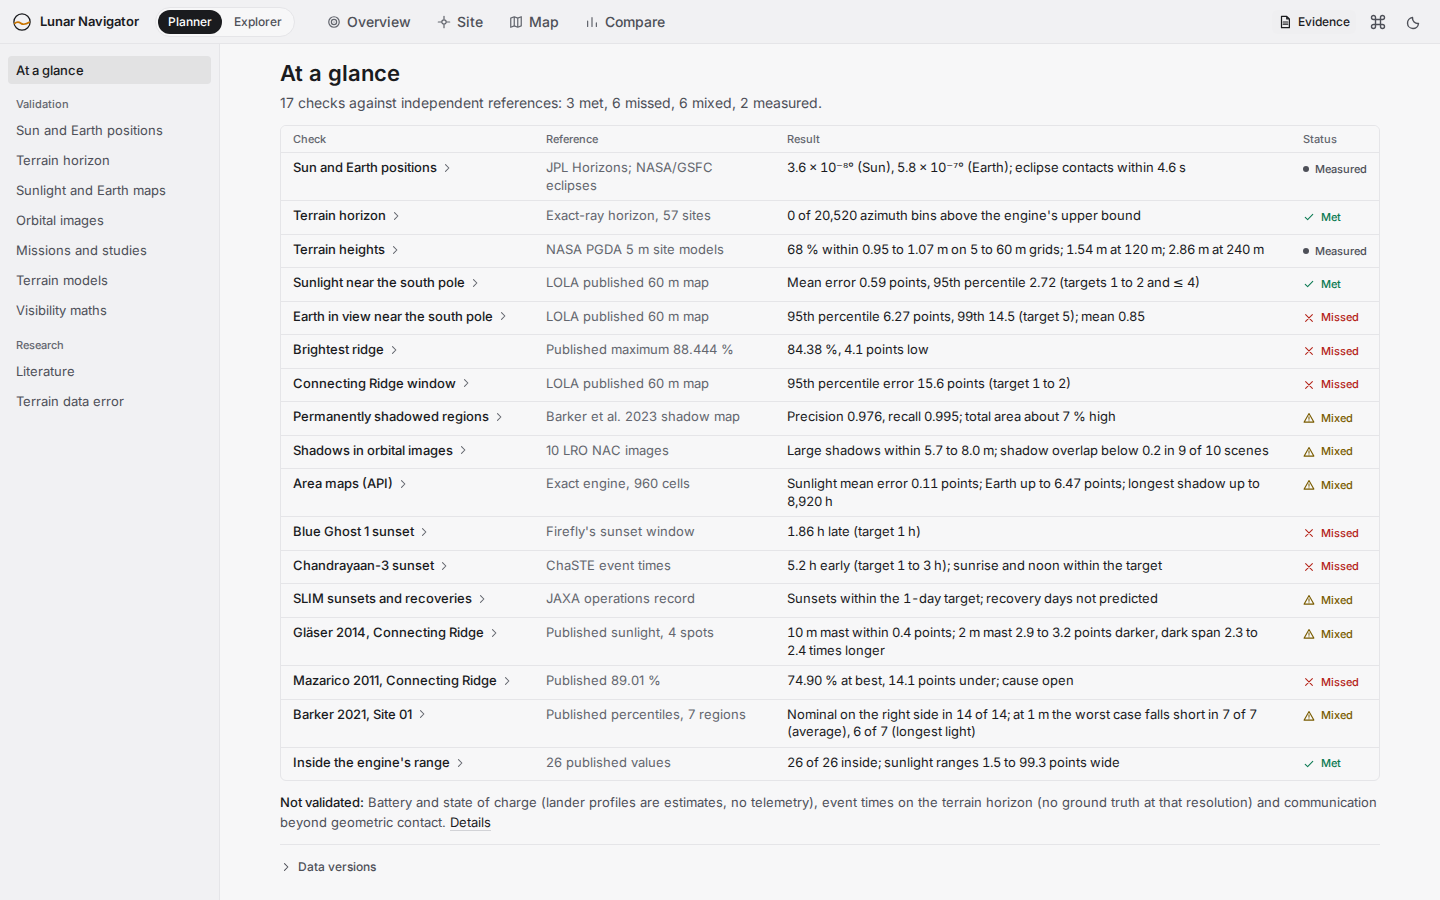 Lunar Navigator
Planner
Explorer
Overview
Site
Map
Compare
Evidence
At a glance
Validation
Sun and Earth positions
Terrain horizon
Sunlight and Earth maps
Orbital images
Missions and studies
Terrain models
Visibility maths
Research
Literature
Terrain data error
At a glance
17 checks against independent references: 3 met, 6 missed, 6 mixed, 2 measured.
Check Reference Result Status
Sun and Earth positions JPL Horizons; NASA/GSFC 3.6 × 10⁻⁸° (Sun), 5.8 × 10⁻⁷° (Earth); eclipse contacts within 4.6 s Measured
eclipses
Terrain horizon Exact-ray horizon, 57 sites 0 of 20,520 azimuth bins above the engine's upper bound Met
Terrain heights NASA PGDA 5 m site models 68 % within 0.95 to 1.07 m on 5 to 60 m grids; 1.54 m at 120 m; 2.86 m at 240 m Measured
Sunlight near the south pole LOLA published 60 m map Mean error 0.59 points, 95th percentile 2.72 (targets 1 to 2 and ≤ 4) Met
Earth in view near the south pole LOLA published 60 m map 95th percentile 6.27 points, 99th 14.5 (target 5); mean 0.85 Missed
Brightest ridge Published maximum 88.444 % 84.38 %, 4.1 points low Missed
Connecting Ridge window LOLA published 60 m map 95th percentile error 15.6 points (target 1 to 2) Missed
Permanently shadowed regions Barker et al. 2023 shadow map Precision 0.976, recall 0.995; total area about 7 % high Mixed
Shadows in orbital images 10 LRO NAC images Large shadows within 5.7 to 8.0 m; shadow overlap below 0.2 in 9 of 10 scenes Mixed
Area maps (API) Exact engine, 960 cells Sunlight mean error 0.11 points; Earth up to 6.47 points; longest shadow up to Mixed
8,920 h
Blue Ghost 1 sunset Firefly's sunset window 1.86 h late (target 1 h) Missed
Chandrayaan-3 sunset ChaSTE event times 5.2 h early (target 1 to 3 h); sunrise and noon within the target Missed
SLIM sunsets and recoveries JAXA operations record Sunsets within the 1-day target; recovery days not predicted Mixed
Gläser 2014, Connecting Ridge Published sunlight, 4 spots 10 m mast within 0.4 points; 2 m mast 2.9 to 3.2 points darker, dark span 2.3 to Mixed
2.4 times longer
Mazarico 2011, Connecting Ridge Published 89.01 % 74.90 % at best, 14.1 points under; cause open Missed
Barker 2021, Site 01 Published percentiles, 7 regions Nominal on the right side in 14 of 14; at 1 m the worst case falls short in 7 of 7 Mixed
(average), 6 of 7 (longest light)
Inside the engine's range 26 published values 26 of 26 inside; sunlight ranges 1.5 to 99.3 points wide Met
Not validated: Battery and state of charge (lander profiles are estimates, no telemetry), event times on the terrain horizon (no ground truth at that resolution) and communication
beyond geometric contact. Details
Data versions